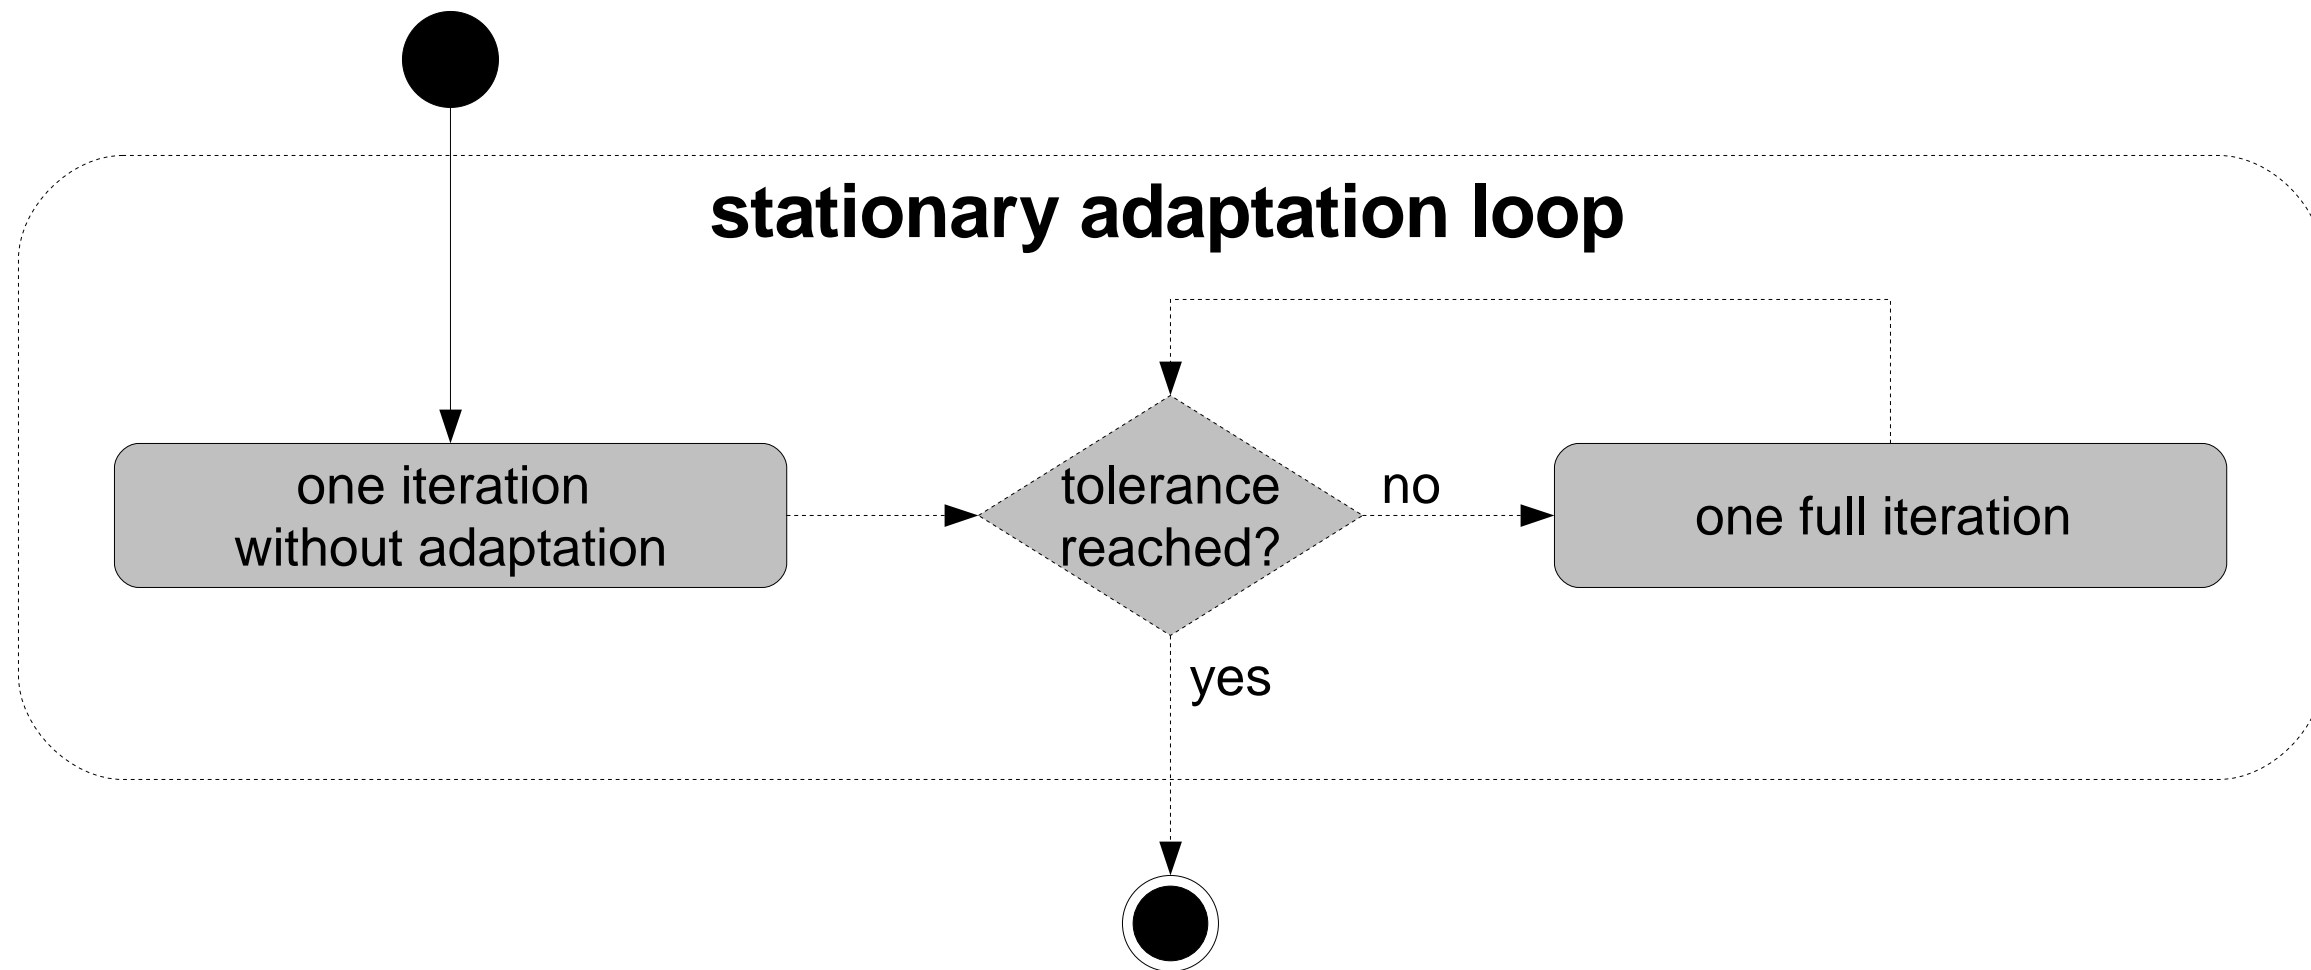 stationary adaptation loop
one iteration
without adaptation
tolerance
reached?
no
one full iteration
yes